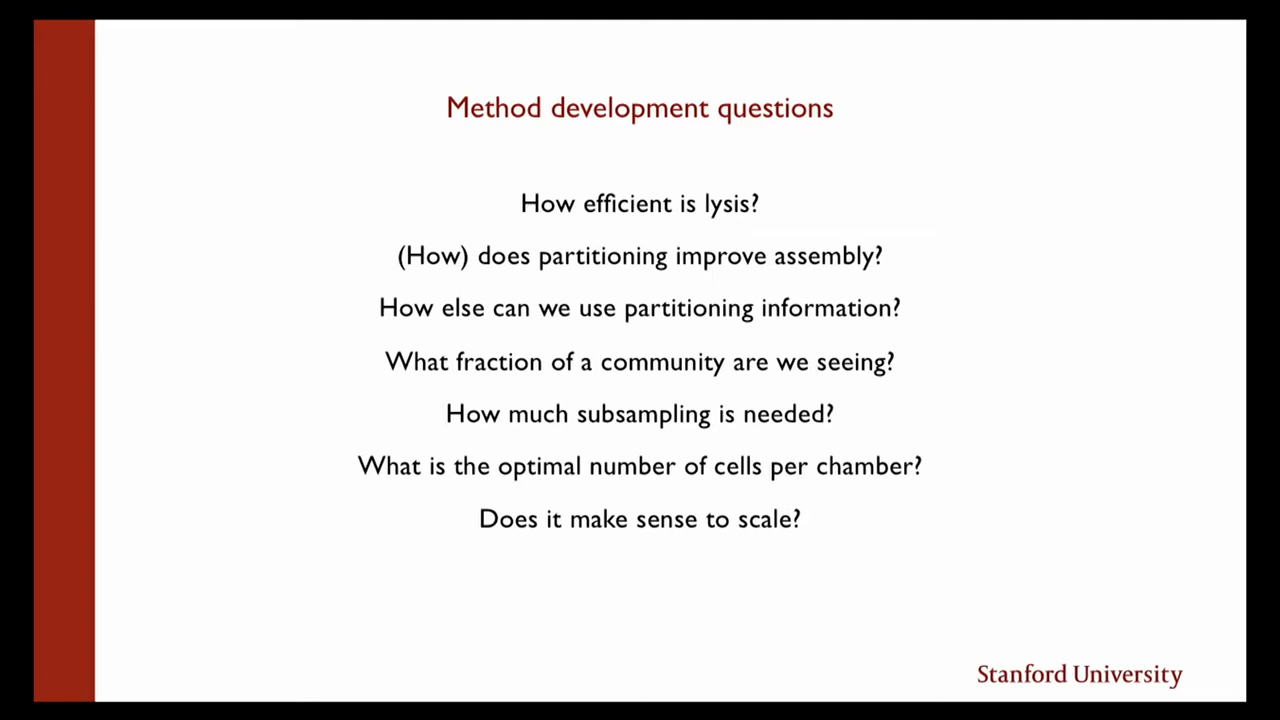 Method development questions
How efficient is lysis?
(How) does partitioning improve assembly?
How else can we use partitioning information?
What fraction of a community are we seeing?
How much subsampling is needed?
What is the optimal number of cells per chamber?
Does it make sense to scale?
Stanford University